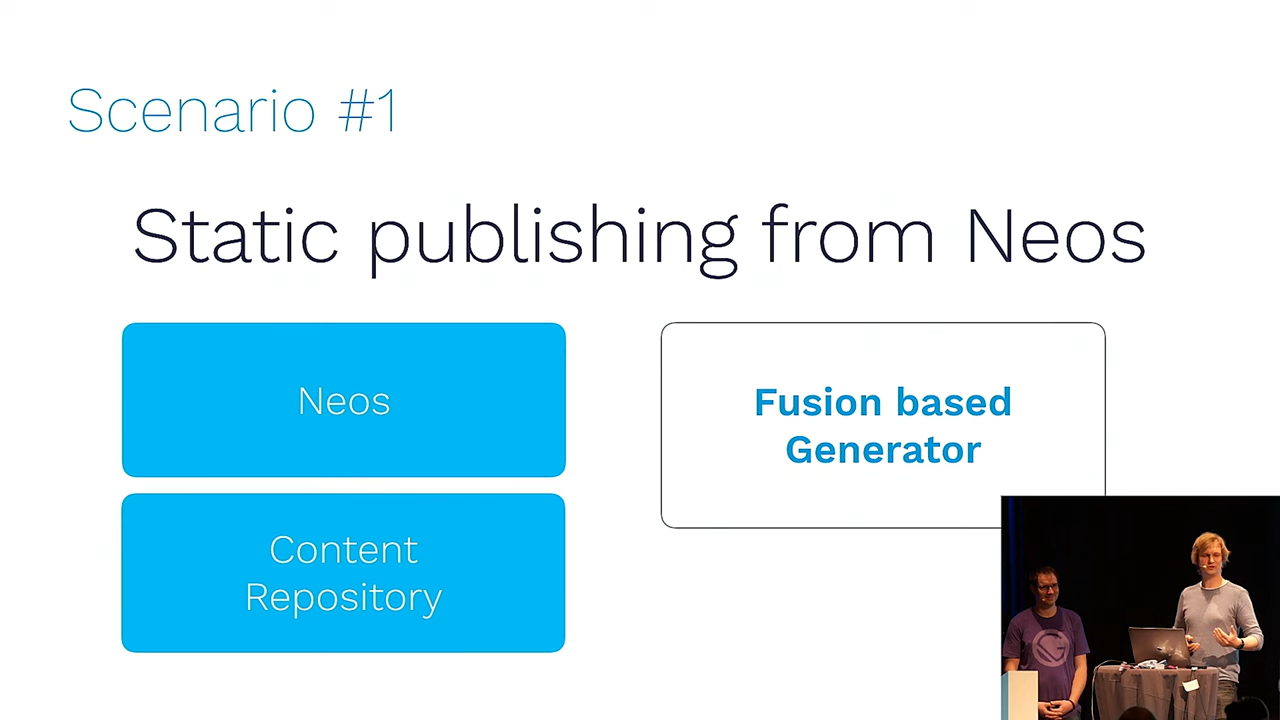 Scenario #1
Static publishing from Neos
Neos
Fusion based
Generator
Content
Repository